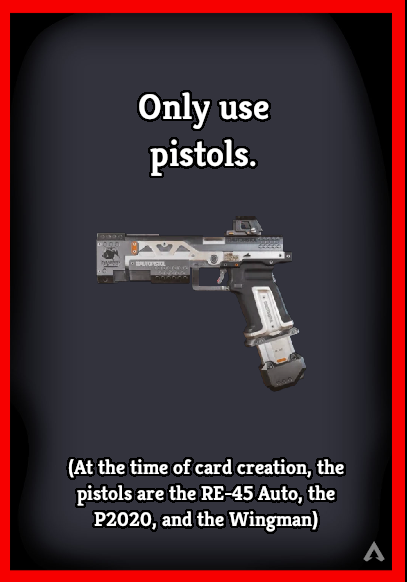 Only use
pistols.
(At the time of card creation, the
pistols are the RE-45 Auto, the
P2020, and the Wingman)